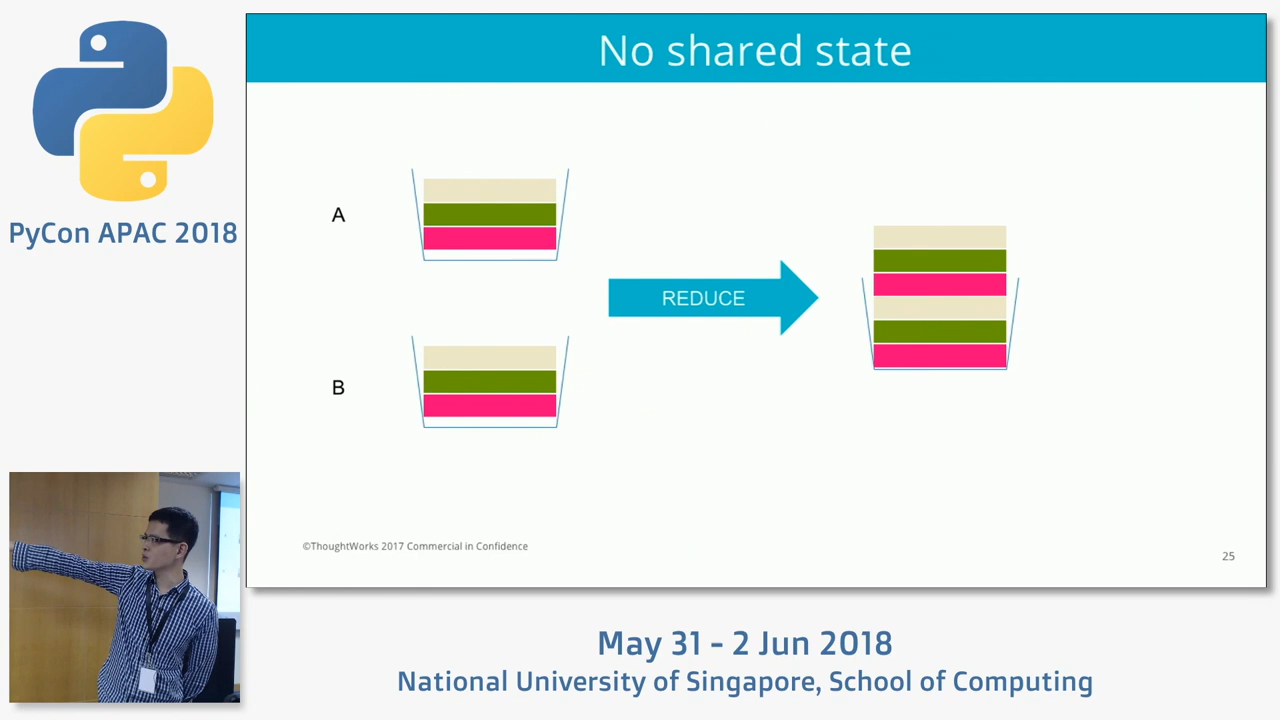 No shared state
A
REDUCE
B
©ThoughtWorks 2017 Commercial in Confidence
25
PyCon APAC 2018
May 31 - 2 Jun 2018
National University of Singapore, School of Computing